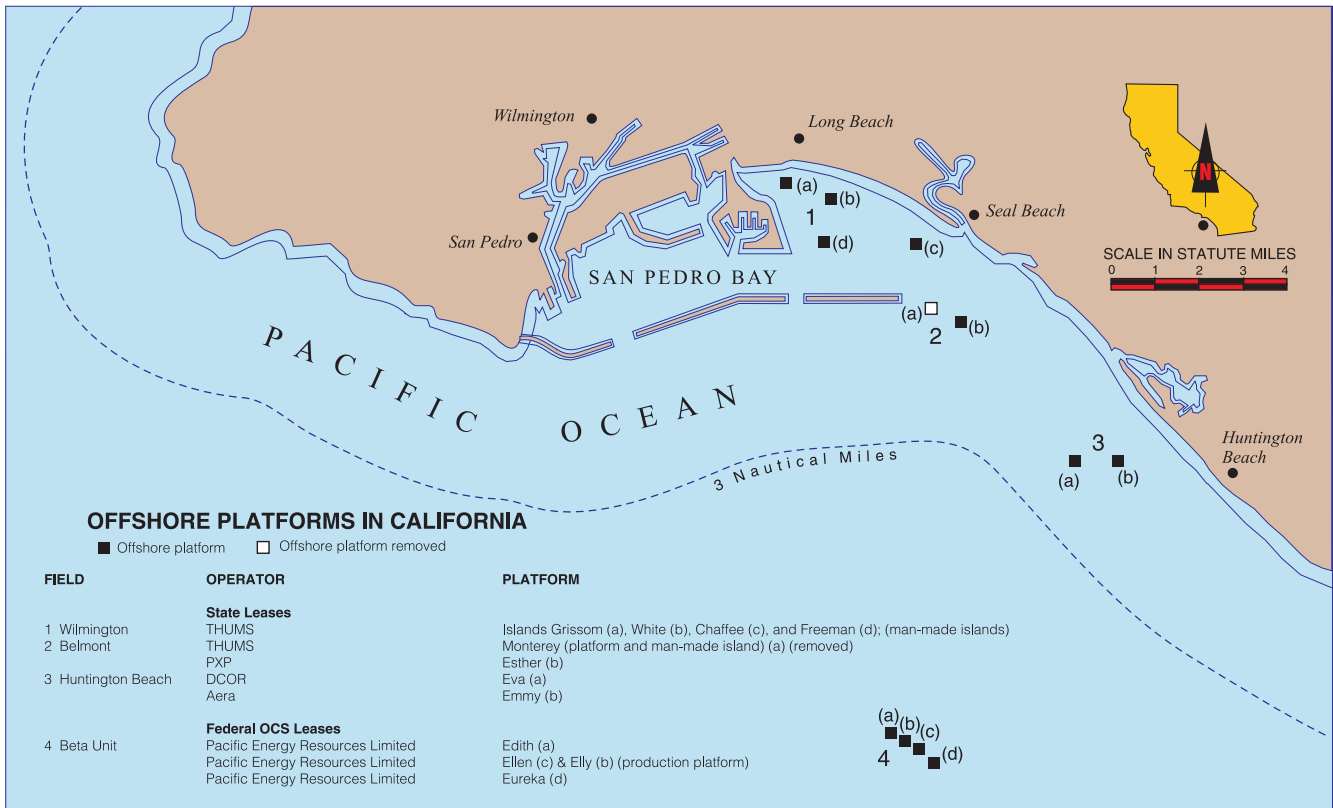 Wilmington
Long Beach
(a)
(b)
1
(d)
(c)
Seal Beach
San Pedro
SAN PEDRO BAY
N
SCALE IN STATUTE MILES
0 1 2 3 4
(a)
2
(b)
PACIFIC OCEAN
3 Nautical Miles
3
(a)
(b)
Huntington
Beach
OFFSHORE PLATFORMS IN CALIFORNIA
Offshore platform Offshore platform removed
FIELD OPERATOR PLATFORM
State Leases
1 Wilmington THUMS Islands Grissom (a), White (b), Chaffee (c), and Freeman (d); (man-made islands)
2 Belmont THUMS Monterey (platform and man-made island) (a) (removed)
PXP Esther (b)
3 Huntington Beach DCOR Eva (a)
Aera Emmy (b)
Federal OCS Leases
4 Beta Unit Pacific Energy Resources Limited Edith (a)
Pacific Energy Resources Limited Ellen (c) & Elly (b) (production platform)
Pacific Energy Resources Limited Eureka (d)
(a)
(b)
(c)
4
(d)